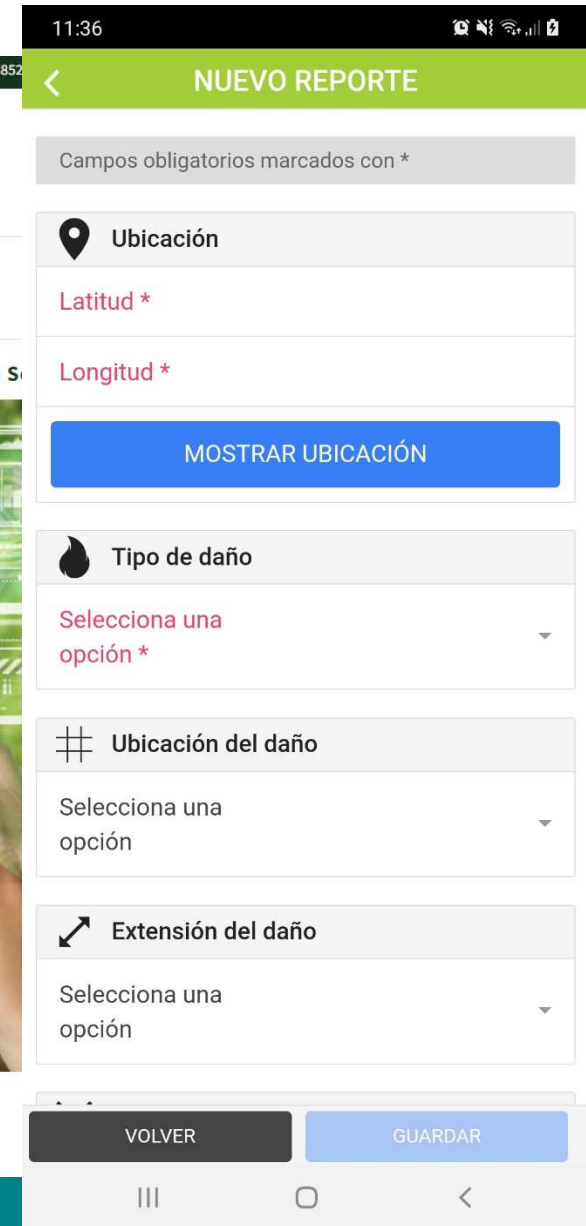 11:36
852
NUEVO REPORTE
Campos obligatorios marcados con *
Ubicación
Latitud *
Longitud *
MOSTRAR UBICACIÓN
Tipo de daño
Selecciona una
opción *
Ubicación del daño
Selecciona una
opción
Extensión del daño
Selecciona una
opción
VOLVER
GUARDAR